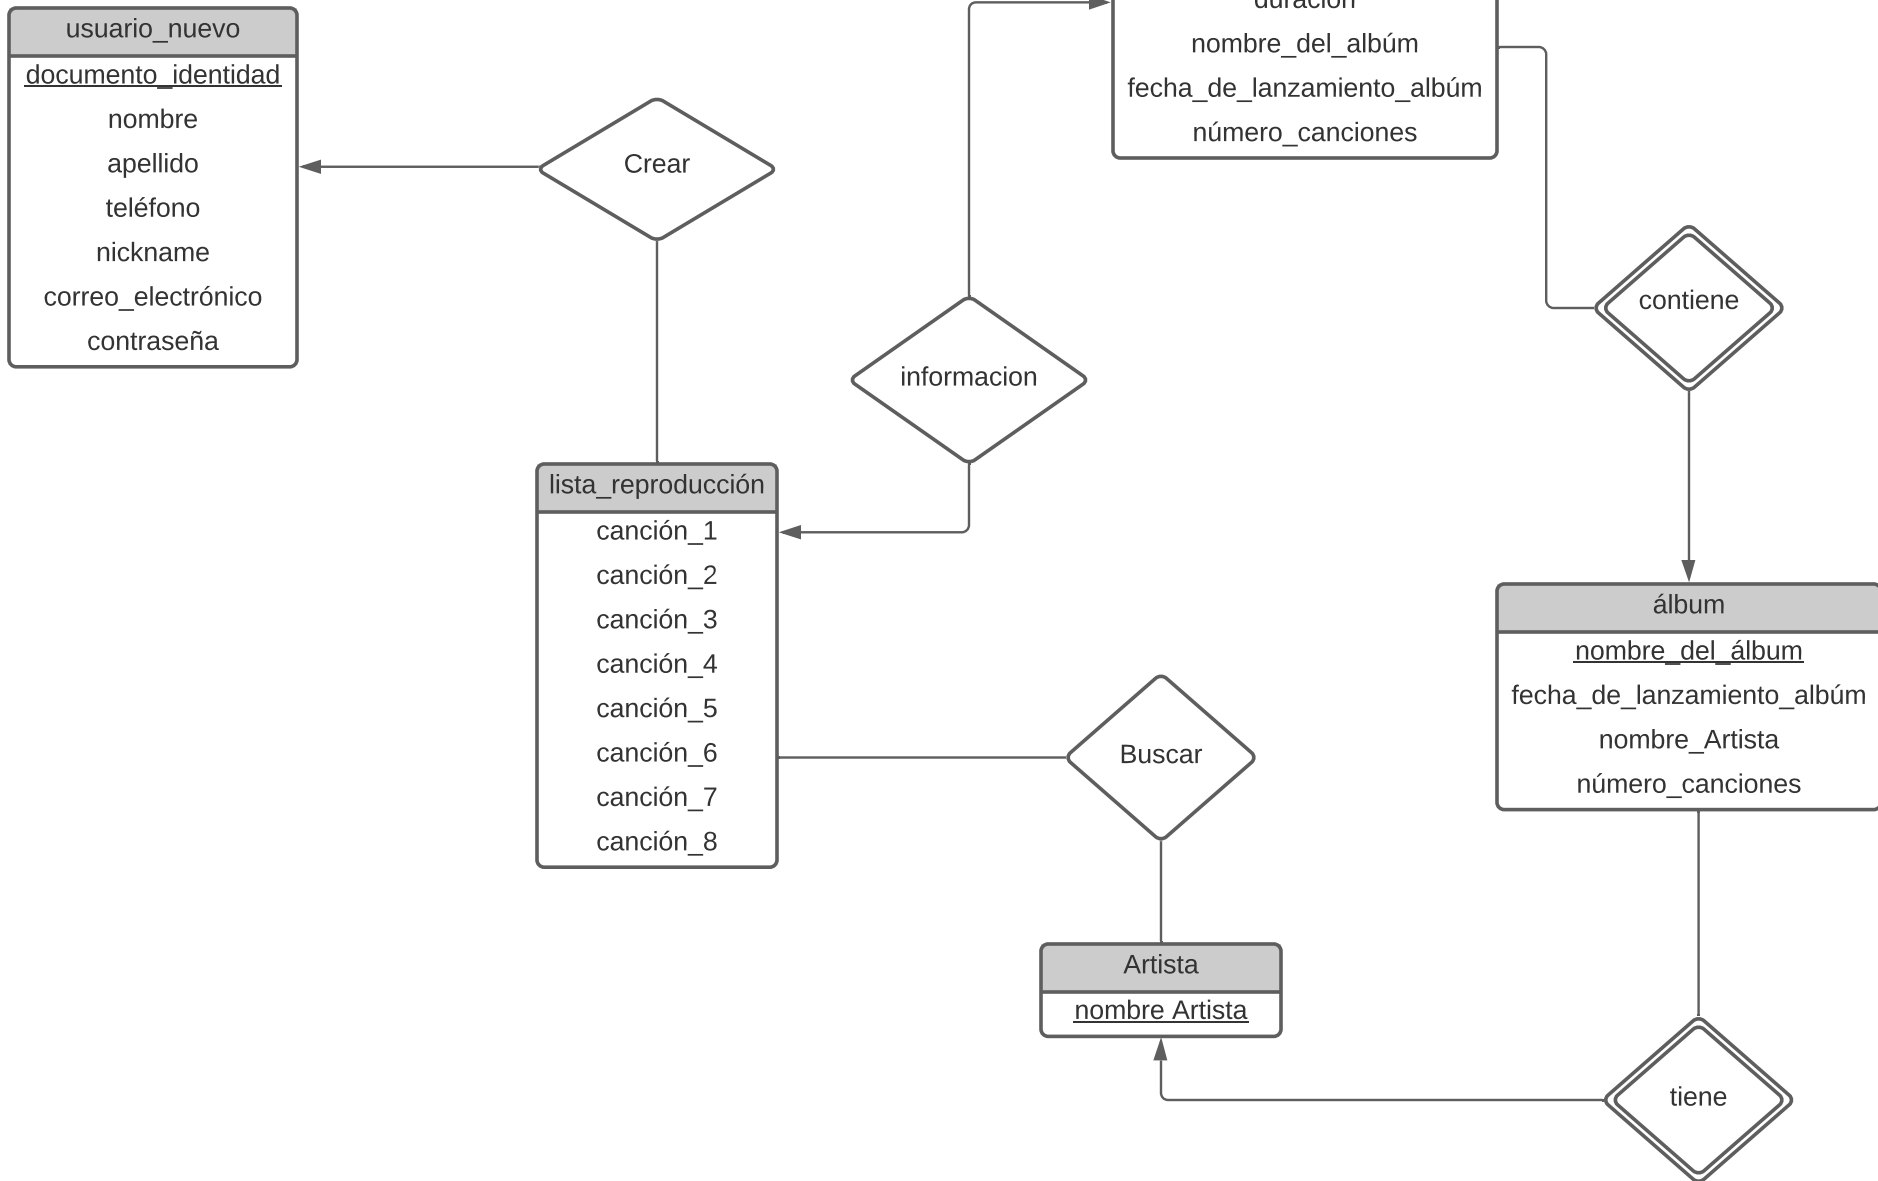 usuario_nuevo
documento_identidad
nombre
apellido
teléfono
nickname
correo_electrónico
contraseña
Crear
duración
nombre_del_albúm
fecha_de_lanzamiento_albúm
número_canciones
contiene
informacion
lista_reproducción
canción_1
canción_2
canción_3
canción_4
canción_5
canción_6
canción_7
canción_8
Buscar
álbum
nombre_del_álbum
fecha_de_lanzamiento_albúm
nombre_Artista
número_canciones
Artista
nombre Artista
tiene